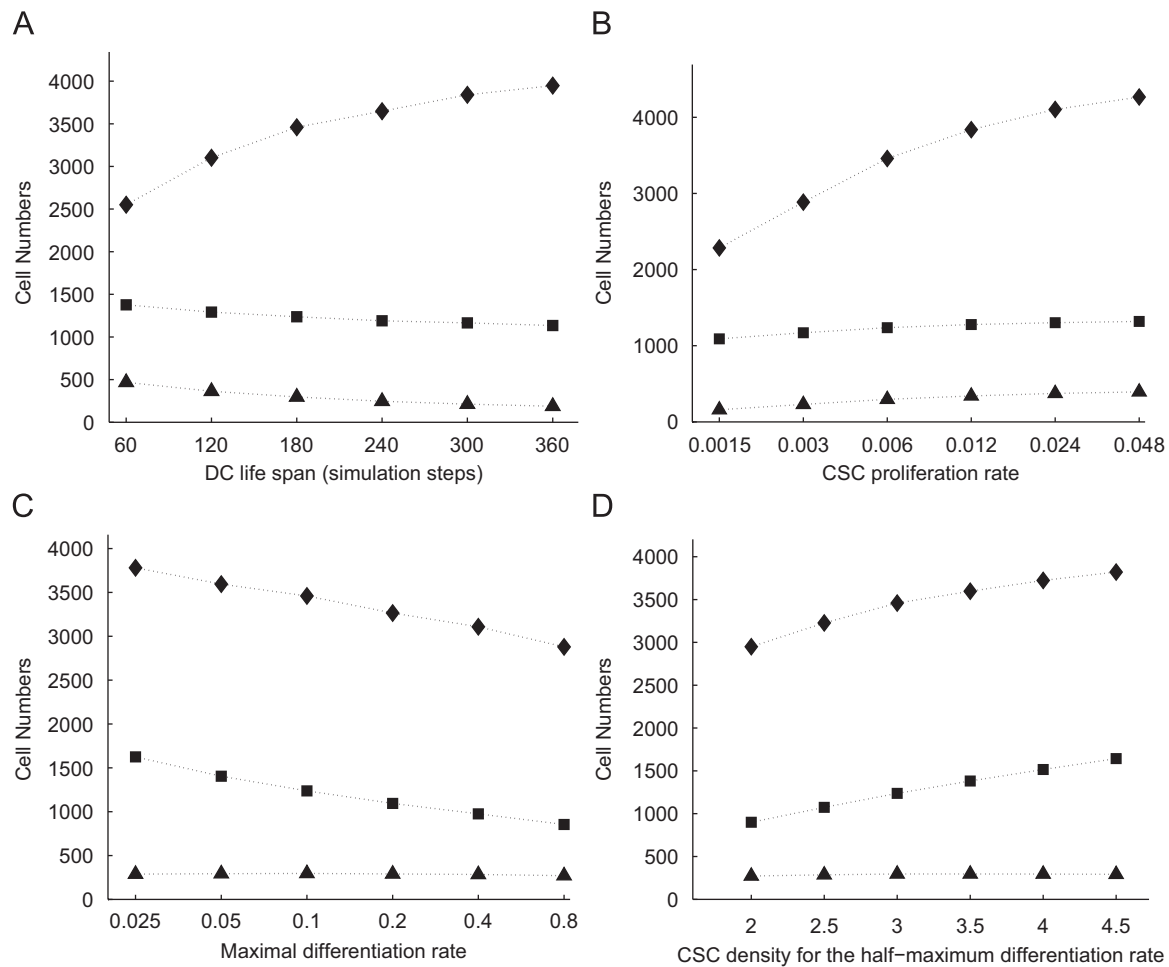 A
Cell Numbers
4000
3500
3000
2500
2000
1500
1000
500
0
60 120 180 240 300 360
DC life span (simulation steps)
B
Cell Numbers
4000
3000
2000
1000
0
0.0015 0.003 0.006 0.012 0.024 0.048
CSC proliferation rate
C
Cell Numbers
4000
3500
3000
2500
2000
1500
1000
500
0
0.025 0.05 0.1 0.2 0.4 0.8
Maximal differentiation rate
D
Cell Numbers
4000
3500
3000
2500
2000
1500
1000
500
0
2 2.5 3 3.5 4 4.5
CSC density for the half−maximum differentiation rate